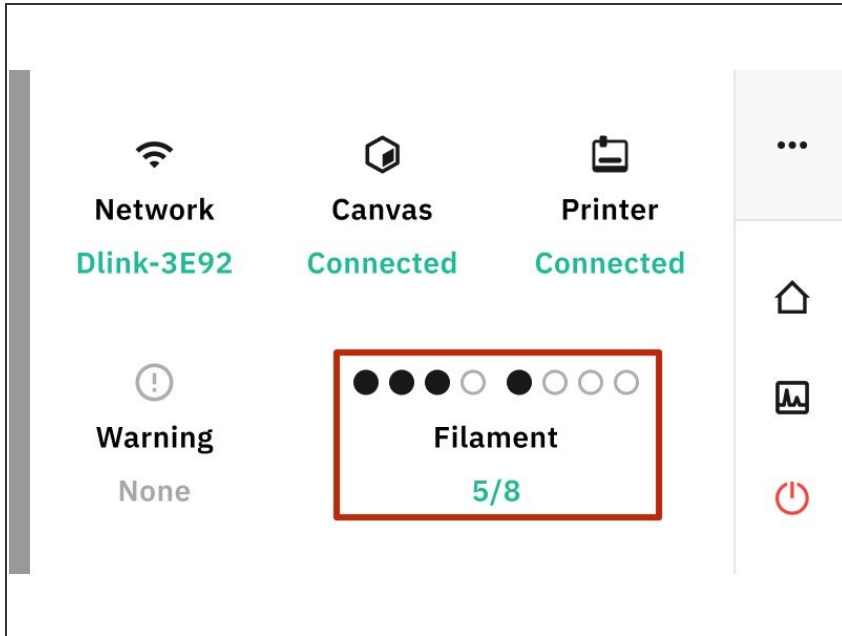 Network
Canvas
Printer
Dlink-3E92
Connected
Connected
Warning
Filament
None
5/8